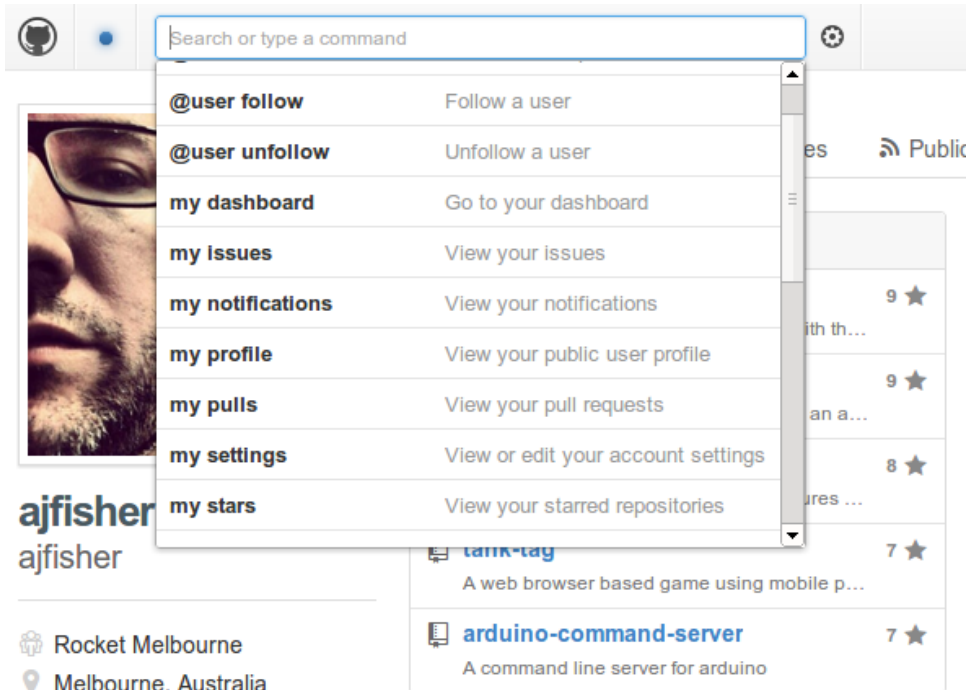 Search or type a command
@user follow Follow a user
@user unfollow Unfollow a user
my dashboard Go to your dashboard
my issues View your issues
my notifications View your notifications
my profile View your public user profile
my pulls View your pull requests
my settings View or edit your account settings
my stars View your starred repositories
es Public
9
ith th…
9
an a…
8
ures …
ajfisher
ajfisher
Rocket Melbourne
Melbourne, Australia
tank-tag 7
A web browser based game using mobile p…
arduino-command-server 7
A command line server for arduino